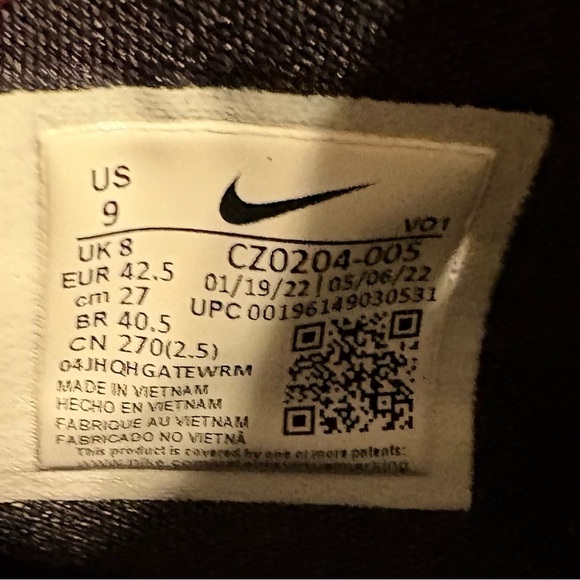 US
9
VO1
UK 8
EUR 42.5
cm 27
BR 40.5
CN 270(2.5)
CZ0204-005
01/19/22 | 05/06/22
UPC 00196149030531
04JHQHGATEWRM
MADE IN VIETNAM
HECHO EN VIETNAM
FABRIQUE AU VIETNAM
FABRICADO NO VIETNÃ
This product is covered by one or more patents: